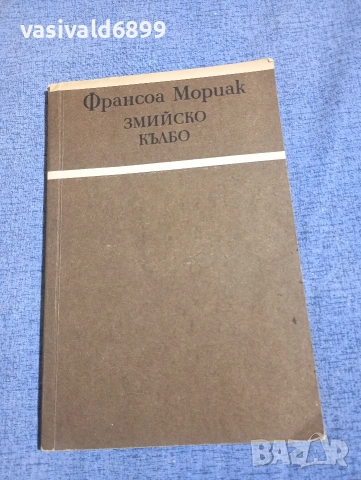 vasivald6899
Франсоа Мориак
ЗМИЙСКО
КЪЛБО
BAZAR